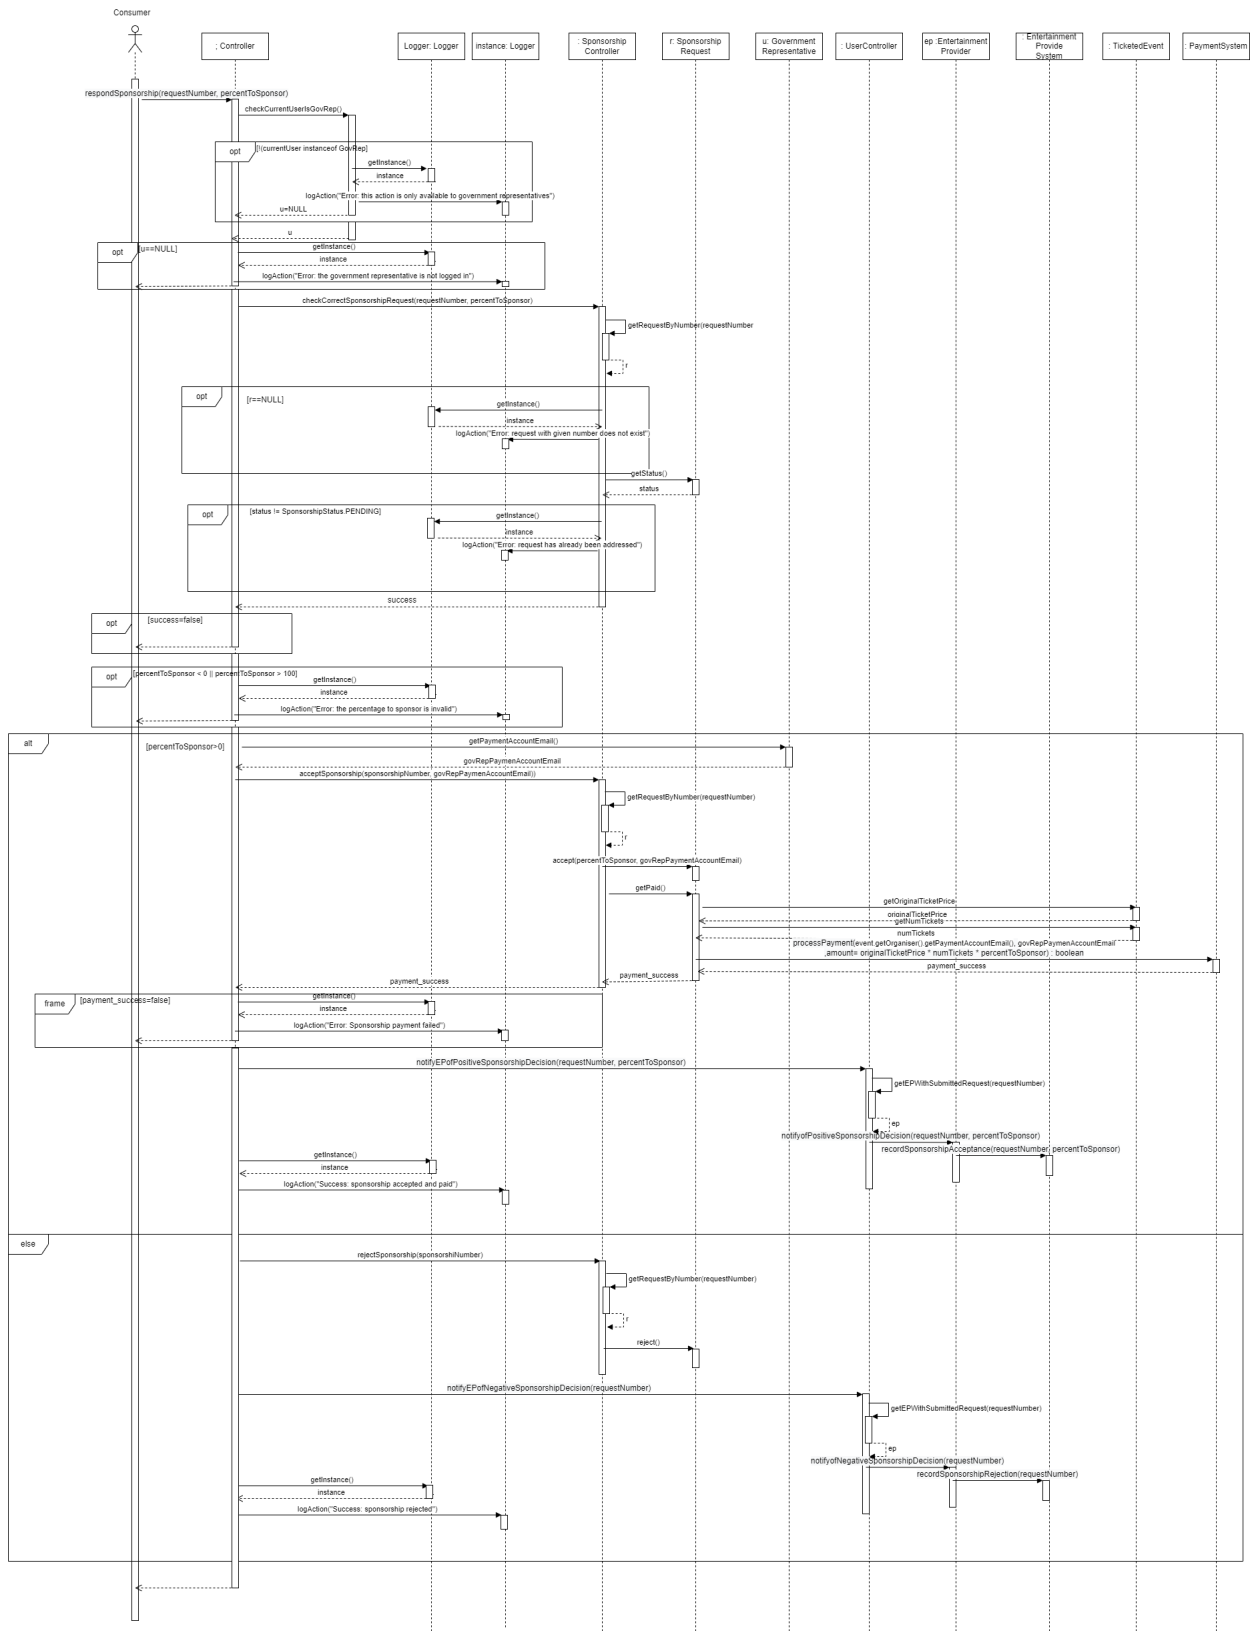 Consumer
; Controller
Logger: Logger
instance: Logger
: Sponsorship
Controller
r: Sponsorship
Request
u: Government
Representative
: UserController
ep :Entertainment
Provider
: Entertainment
Provide
System
: TicketedEvent
: PaymentSystem
respondSponsorship(requestNumber, percentToSponsor)
checkCurrentUserIsGovRep()
opt
[!(currentUser instanceof GovRep]
getInstance()
instance
logAction("Error: this action is only available to government representatives")
u=NULL
u
opt
[u==NULL]
getInstance()
instance
logAction("Error: the government representative is not logged in")
checkCorrectSponsorshipRequest(requestNumber, percentToSponsor)
getRequestByNumber(requestNumber
r
opt
[r==NULL]
getInstance()
instance
logAction("Error: request with given number does not exist")
getStatus()
status
opt
[status != SponsorshipStatus.PENDING]
getInstance()
instance
logAction("Error: request has already been addressed")
success
opt
[success=false]
opt
[percentToSponsor < 0 || percentToSponsor > 100]
getInstance()
instance
logAction("Error: the percentage to sponsor is invalid")
alt
[percentToSponsor>0]
getPaymentAccountEmail()
govRepPaymenAccountEmail
acceptSponsorship(sponsorshipNumber, govRepPaymenAccountEmail))
getRequestByNumber(requestNumber)
r
accept(percentToSponsor, govRepPaymentAccountEmail)
getPaid()
getOriginalTicketPrice
originalTicketPrice
getNumTickets
numTickets
processPayment(event.getOrganiser().getPaymentAccountEmail(), govRepPaymenAccountEmail
,amount= originalTicketPrice * numTickets * percentToSponsor) : boolean
payment_success
payment_success
payment_success
frame
[payment_success=false]
getInstance()
instance
logAction("Error: Sponsorship payment failed")
notifyEPofPositiveSponsorshipDecision(requestNumber, percentToSponsor)
getEPWithSubmittedRequest(requestNumber)
ep
notifyofPositiveSponsorshipDecision(requestNumber, percentToSponsor)
recordSponsorshipAcceptance(requestNumber, percentToSponsor)
getInstance()
instance
logAction("Success: sponsorship accepted and paid")
else
rejectSponsorship(sponsorshiNumber)
getRequestByNumber(requestNumber)
r
reject()
notifyEPofNegativeSponsorshipDecision(requestNumber)
getEPWithSubmittedRequest(requestNumber)
ep
notifyofNegativeSponsorshipDecision(requestNumber)
recordSponsorshipRejection(requestNumber)
getInstance()
instance
logAction("Success: sponsorship rejected")